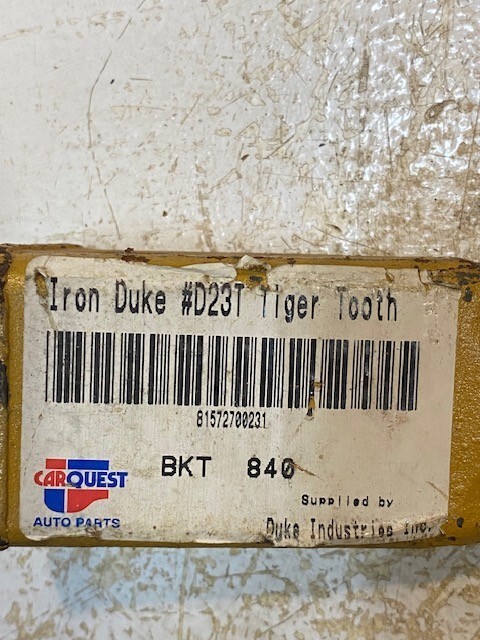 Iron Duke #D23T Tiger Tooth
81572700231
BKT 840
CARQUEST
AUTO PARTS
Supplied by
Duke Industries Inc.